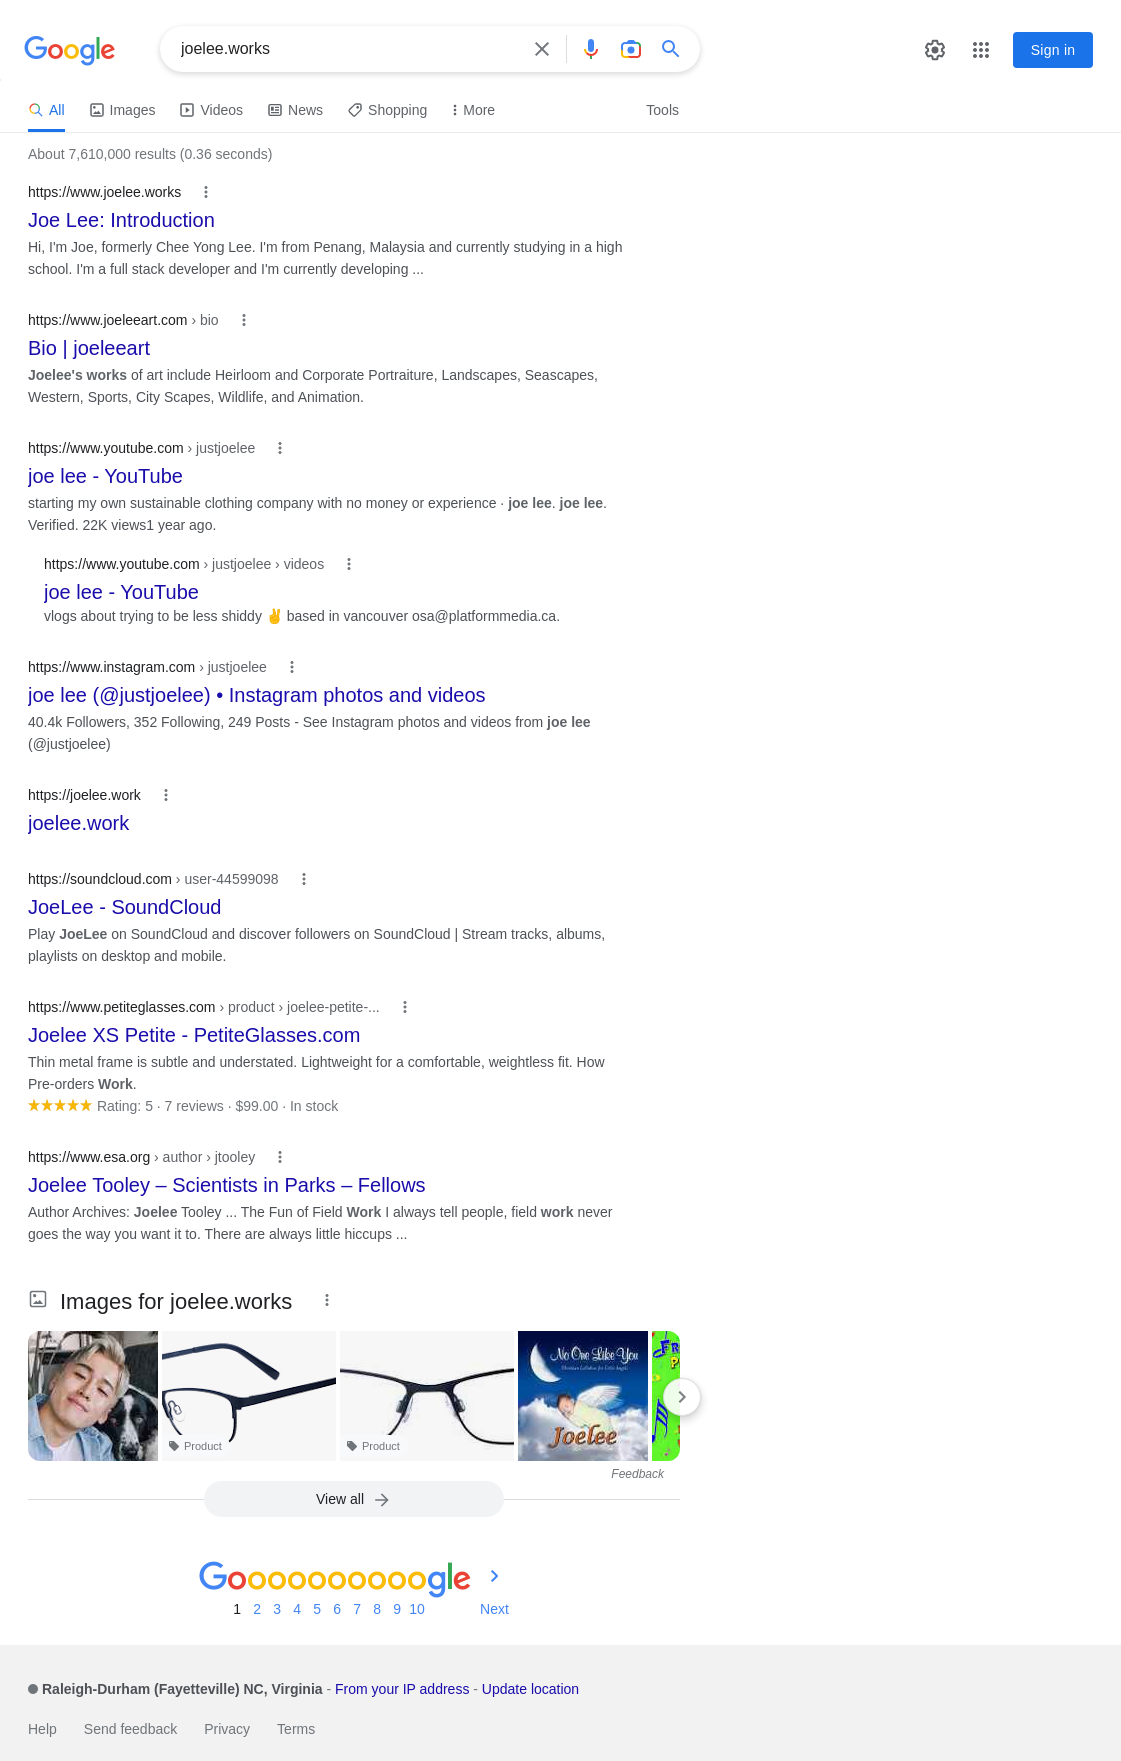 Google
joelee.works
Sign in
All
Images
Videos
News
Shopping
More
Tools
About 7,610,000 results (0.36 seconds)
https://www.joelee.works
Joe Lee: Introduction
Hi, I'm Joe, formerly Chee Yong Lee. I'm from Penang, Malaysia and currently studying in a high
school. I'm a full stack developer and I'm currently developing ...
https://www.joeleeart.com › bio
Bio | joeleeart
Joelee's works of art include Heirloom and Corporate Portraiture, Landscapes, Seascapes,
Western, Sports, City Scapes, Wildlife, and Animation.
https://www.youtube.com › justjoelee
joe lee - YouTube
starting my own sustainable clothing company with no money or experience · joe lee. joe lee.
Verified. 22K views1 year ago.
https://www.youtube.com › justjoelee › videos
joe lee - YouTube
vlogs about trying to be less shiddy ✌️ based in vancouver osa@platformmedia.ca.
https://www.instagram.com › justjoelee
joe lee (@justjoelee) • Instagram photos and videos
40.4k Followers, 352 Following, 249 Posts - See Instagram photos and videos from joe lee
(@justjoelee)
https://joelee.work
joelee.work
https://soundcloud.com › user-44599098
JoeLee - SoundCloud
Play JoeLee on SoundCloud and discover followers on SoundCloud | Stream tracks, albums,
playlists on desktop and mobile.
https://www.petiteglasses.com › product › joelee-petite-...
Joelee XS Petite - PetiteGlasses.com
Thin metal frame is subtle and understated. Lightweight for a comfortable, weightless fit. How
Pre-orders Work.
Rating: 5 · 7 reviews · $99.00 · In stock
https://www.esa.org › author › jtooley
Joelee Tooley – Scientists in Parks – Fellows
Author Archives: Joelee Tooley ... The Fun of Field Work I always tell people, field work never
goes the way you want it to. There are always little hiccups ...
Images for joelee.works
No One Like You
Joelee
Product
Product
Feedback
View all
Goooooooooogle
1 2 3 4 5 6 7 8 9 10 Next
Raleigh-Durham (Fayetteville) NC, Virginia - From your IP address - Update location
Help Send feedback Privacy Terms